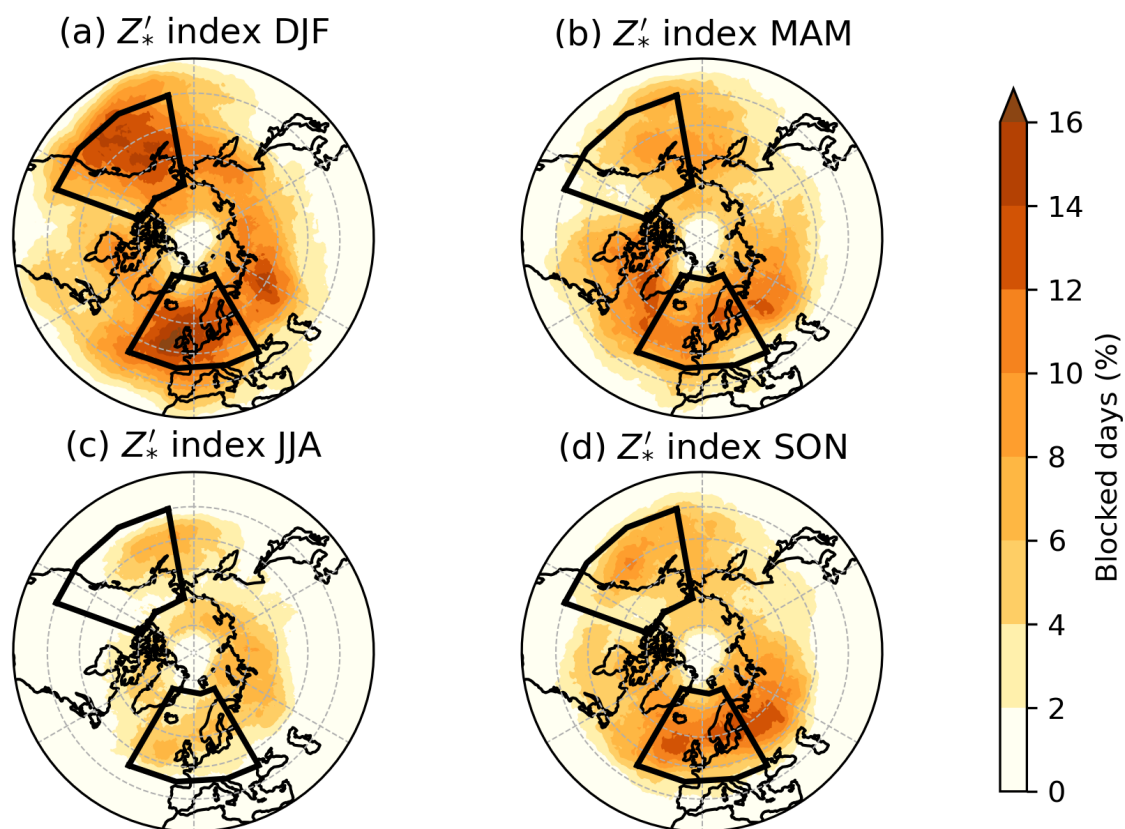 (a) Z′* index DJF
(b) Z′* index MAM
(c) Z′* index JJA
(d) Z′* index SON
16
14
12
10
8
6
4
2
0
Blocked days (%)